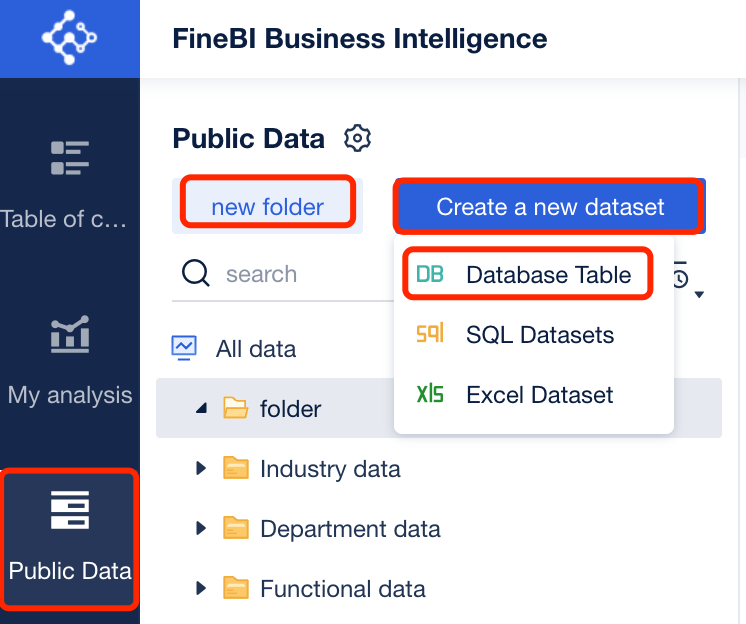 FineBI Business Intelligence
Public Data
new folder
Create a new dataset
search
DB Database Table
sql SQL Datasets
Xls Excel Dataset
All data
folder
Industry data
Department data
Functional data
Table of c...
My analysis
Public Data